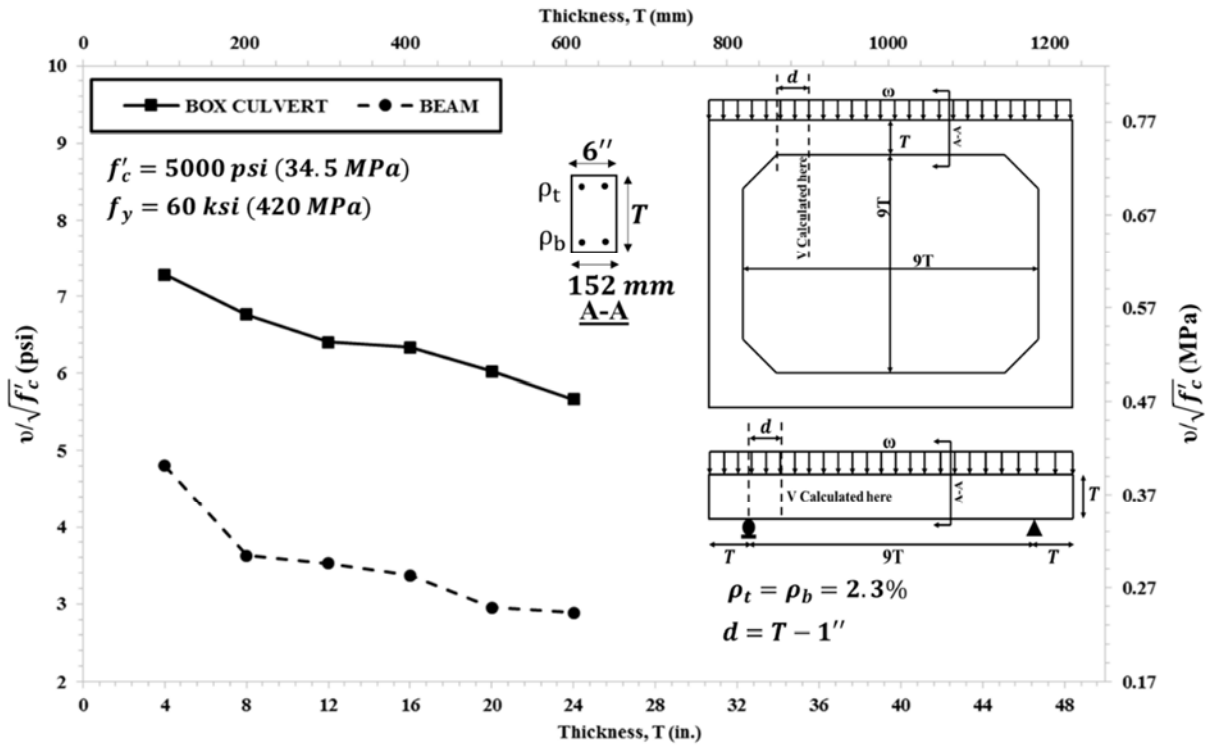 Thickness, T (mm)
0 200 400 600 800 1000 1200
10
9
8
7
6
5
4
3
2
υ/√f′c (psi)
BOX CULVERT BEAM
f′c = 5000 psi (34.5 MPa)
fy = 60 ksi (420 MPa)
6′′
ρt
ρb
T
152 mm
A-A
d
ω
A-A
T
V Calculated here
9T
9T
d
ω
A-A
V Calculated here
T
T 9T T
ρt = ρb = 2.3%
d = T − 1′′
0.77
0.67
0.57
0.47
0.37
0.27
0.17
υ/√f′c (MPa)
0 4 8 12 16 20 24 28 32 36 40 44 48
Thickness, T (in.)